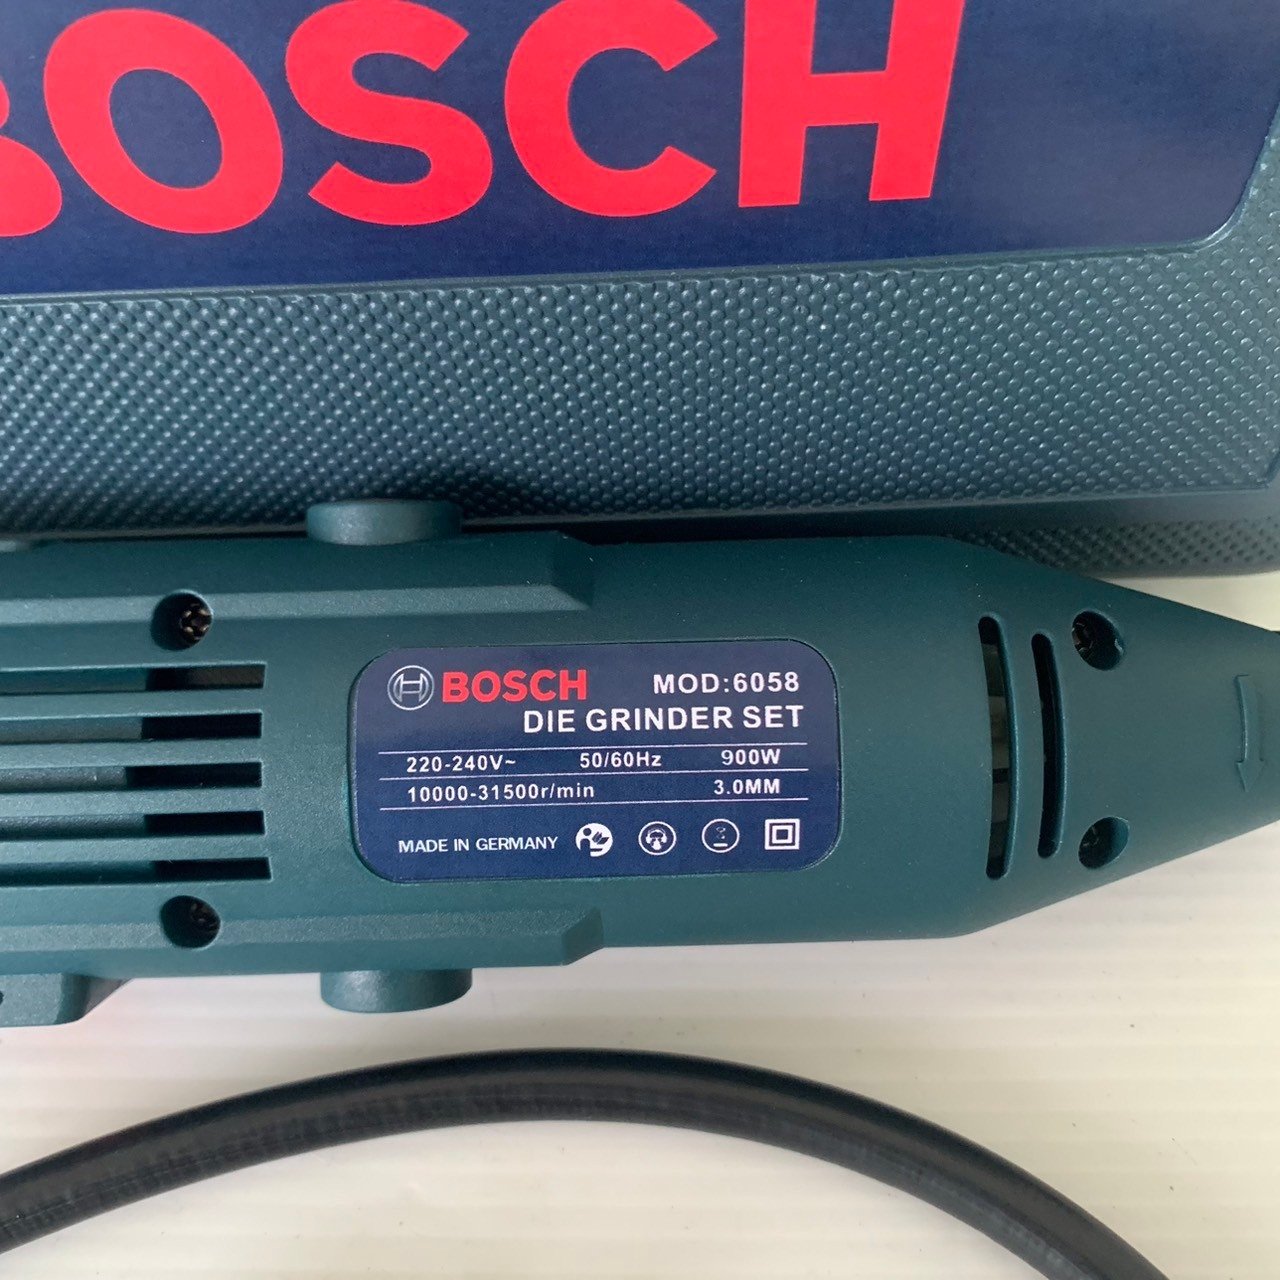 BOSCH
BOSCH MOD:6058
DIE GRINDER SET
220-240V~ 50/60Hz 900W
10000-31500r/min 3.0MM
MADE IN GERMANY